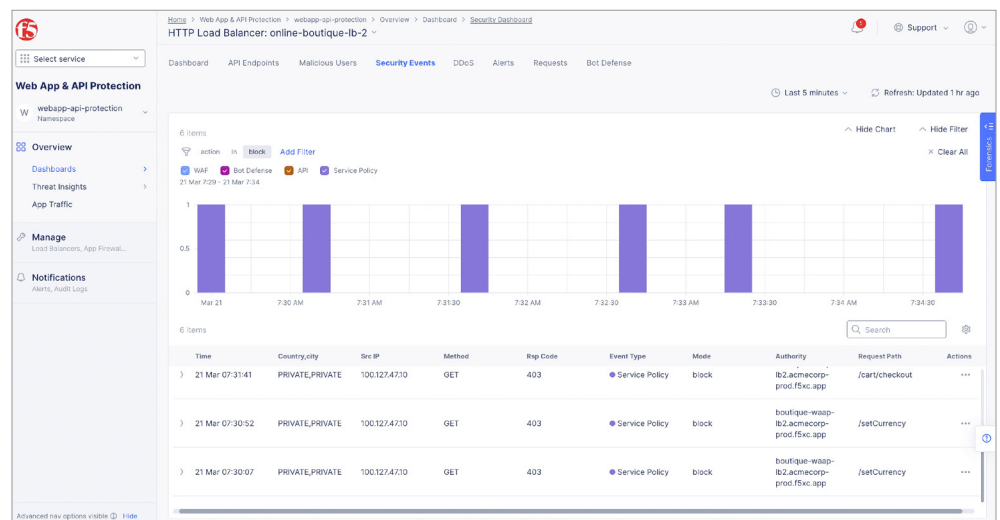 Home > Web App & API Protection > webapp-api-protection > Overview > Dashboard > Security Dashboard
HTTP Load Balancer: online-boutique-lb-2
5
Support
f5
Select service
Web App & API Protection
W
webapp-api-protection
Namespace
Overview
Dashboards
Threat Insights
App Traffic
Manage
Load Balancers, App Firewal...
Notifications
Alerts, Audit Logs
Advanced nav options visible Hide
Dashboard API Endpoints Malicious Users Security Events DDoS Alerts Requests Bot Defense
Last 5 minutes Refresh: Updated 1 hr ago
6 items
Hide Chart Hide Filter
Forensics
action In block Add Filter
Clear All
WAF Bot Defense API Service Policy
21 Mar 7:29 - 21 Mar 7:34
1
0.5
0
Mar 21 7:30 AM 7:31 AM 7:31:30 7:32 AM 7:32:30 7:33 AM 7:33:30 7:34 AM 7:34:30
6 items
Search
Time Country,city Src IP Method Rsp Code Event Type Mode Authority Request Path Actions
21 Mar 07:31:41 PRIVATE,PRIVATE 100.127.47.10 GET 403 Service Policy block lb2.acmecorp- /cart/checkout ...
prod.f5xc.app
boutique-waap-
21 Mar 07:30:52 PRIVATE,PRIVATE 100.127.47.10 GET 403 Service Policy block lb2.acmecorp- /setCurrency ...
prod.f5xc.app
boutique-waap-
21 Mar 07:30:07 PRIVATE,PRIVATE 100.127.47.10 GET 403 Service Policy block lb2.acmecorp- /setCurrency ...
prod.f5xc.app